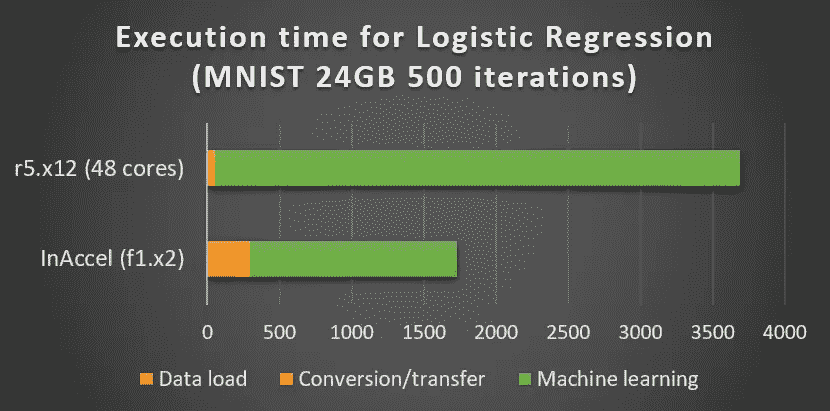 Execution time for Logistic Regression
(MNIST 24GB 500 iterations)
r5.x12 (48 cores)
InAccel (f1.x2)
0 500 1000 1500 2000 2500 3000 3500 4000
Data load Conversion/transfer Machine learning